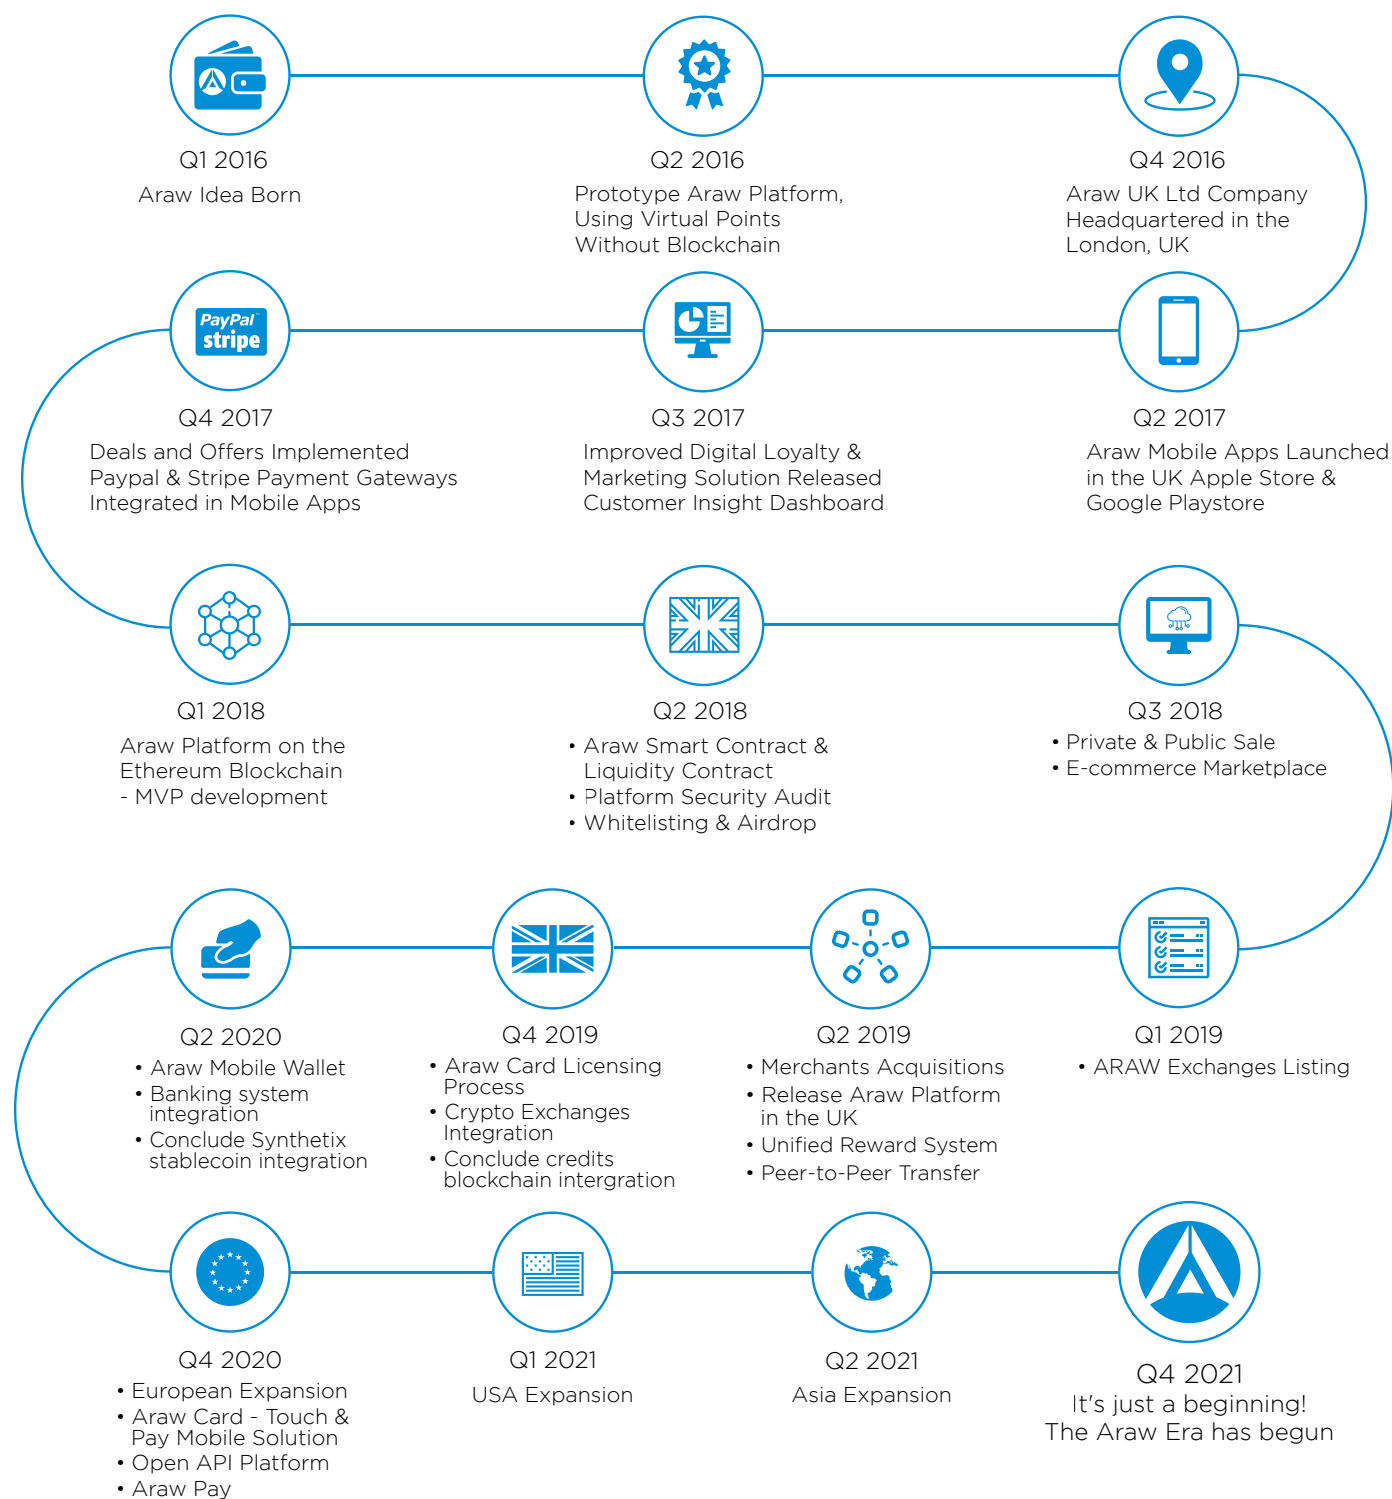 Q1 2016
Araw Idea Born
Q2 2016
Prototype Araw Platform,
Using Virtual Points
Without Blockchain
Q4 2016
Araw UK Ltd Company
Headquartered in the
London, UK
PayPal™
stripe
Q4 2017
Deals and Offers Implemented
Paypal & Stripe Payment Gateways
Integrated in Mobile Apps
Q3 2017
Improved Digital Loyalty &
Marketing Solution Released
Customer Insight Dashboard
Q2 2017
Araw Mobile Apps Launched
in the UK Apple Store &
Google Playstore
Q1 2018
Araw Platform on the
Ethereum Blockchain
- MVP development
Q2 2018
• Araw Smart Contract &
Liquidity Contract
• Platform Security Audit
• Whitelisting & Airdrop
Q3 2018
• Private & Public Sale
• E-commerce Marketplace
Q2 2020
• Araw Mobile Wallet
• Banking system
integration
• Conclude Synthetix
stablecoin integration
Q4 2019
• Araw Card Licensing
Process
• Crypto Exchanges
Integration
• Conclude credits
blockchain intergration
Q2 2019
• Merchants Acquisitions
• Release Araw Platform
in the UK
• Unified Reward System
• Peer-to-Peer Transfer
Q1 2019
• ARAW Exchanges Listing
Q4 2020
• European Expansion
• Araw Card - Touch &
Pay Mobile Solution
• Open API Platform
• Araw Pay
Q1 2021
USA Expansion
Q2 2021
Asia Expansion
Q4 2021
It's just a beginning!
The Araw Era has begun